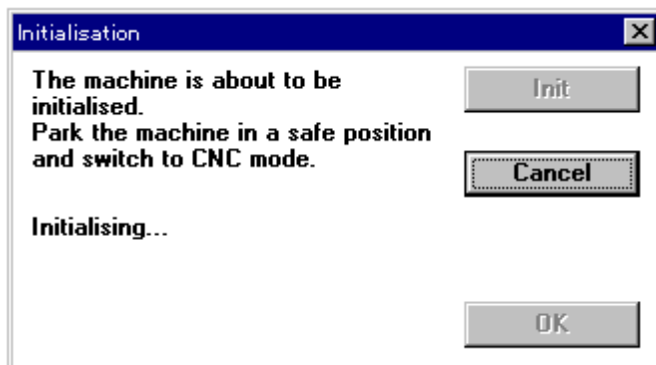 Initialisation
The machine is about to be
initialised.
Park the machine in a safe position
and switch to CNC mode.
Initialising...
Init
Cancel
OK